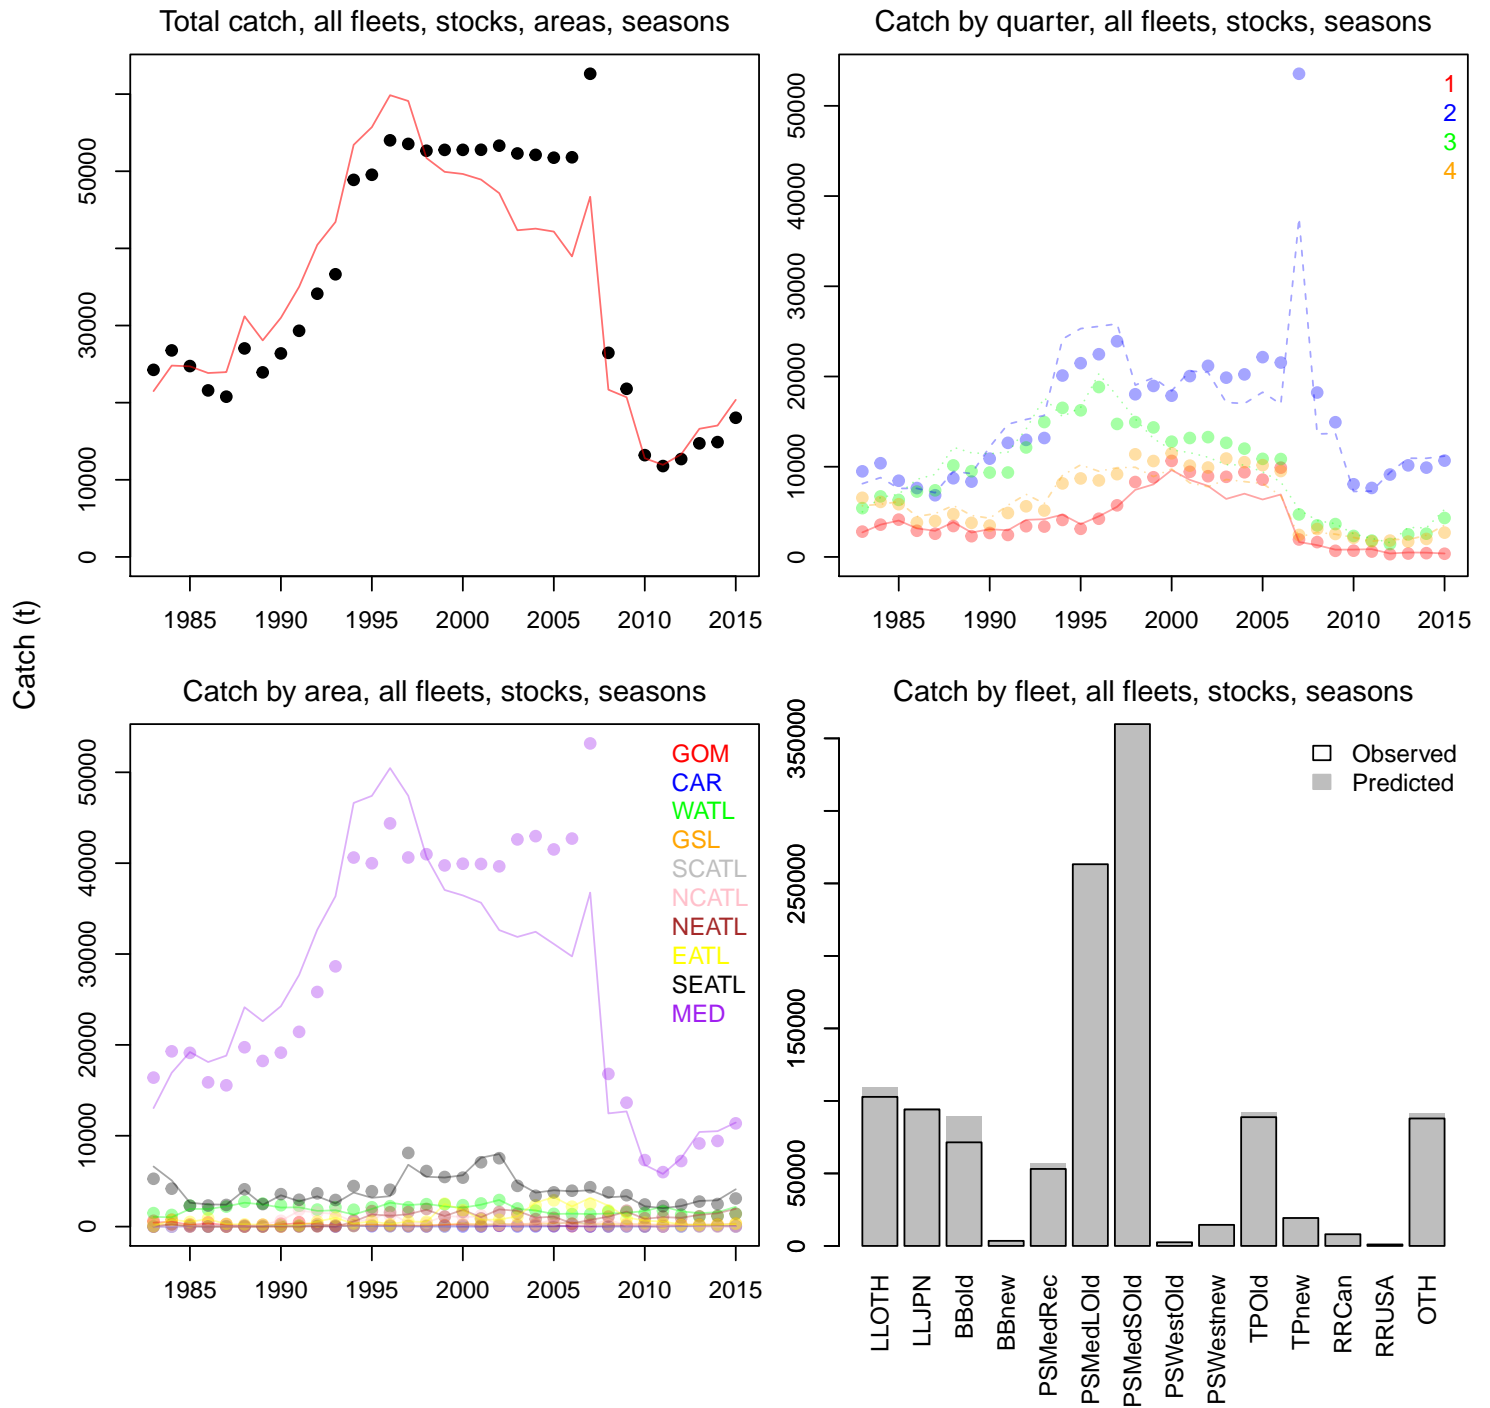 Total catch, all fleets, stocks, areas, seasons
0
10000
30000
50000
1985 1990 1995 2000 2005 2010 2015
Catch by quarter, all fleets, stocks, seasons
1
2
3
4
0
10000
20000
30000
40000
50000
1985 1990 1995 2000 2005 2010 2015
Catch (t)
Catch by area, all fleets, stocks, seasons
GOM
CAR
WATL
GSL
SCATL
NCATL
NEATL
EATL
SEATL
MED
0
10000
20000
30000
40000
50000
1985 1990 1995 2000 2005 2010 2015
Catch by fleet, all fleets, stocks, seasons
Observed
Predicted
0
50000
150000
250000
350000
LLOTH
LLJPN
BBold
BBnew
PSMedRec
PSMedLOld
PSMedSOld
PSWestOld
PSWestnew
TPOld
TPnew
RRCan
RRUSA
OTH